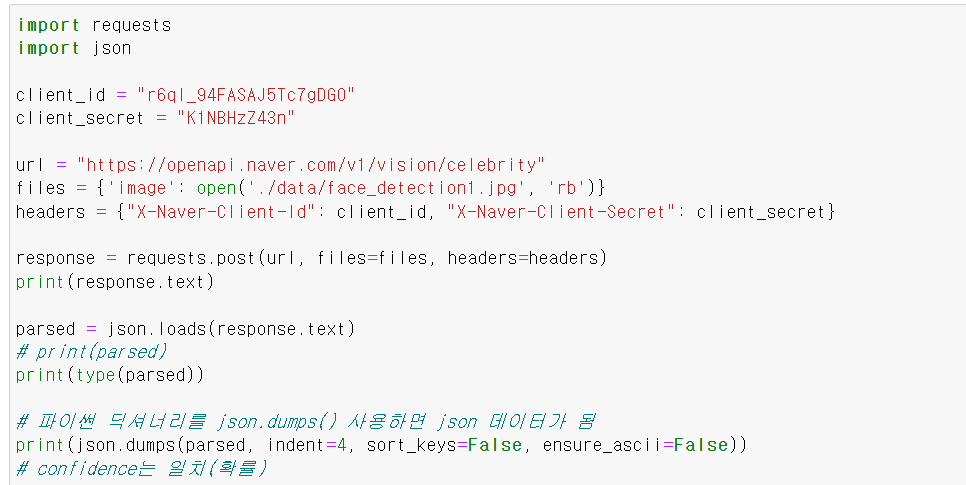 import requests
import json
client_id = "r6ql_94FASAJ5Tc7gDGO"
client_secret = "K1NBHzZ43n"
url = "https://openapi.naver.com/v1/vision/celebrity"
files = {'image': open('./data/face_detection1.jpg', 'rb')}
headers = {"X-Naver-Client-Id": client_id, "X-Naver-Client-Secret": client_secret}
response = requests.post(url, files=files, headers=headers)
print(response.text)
parsed = json.loads(response.text)
# print(parsed)
print(type(parsed))
# 파이썬 딕셔너리를 json.dumps() 사용하면 json 데이터가 됨
print(json.dumps(parsed, indent=4, sort_keys=False, ensure_ascii=False))
# confidence는 일치(확률)